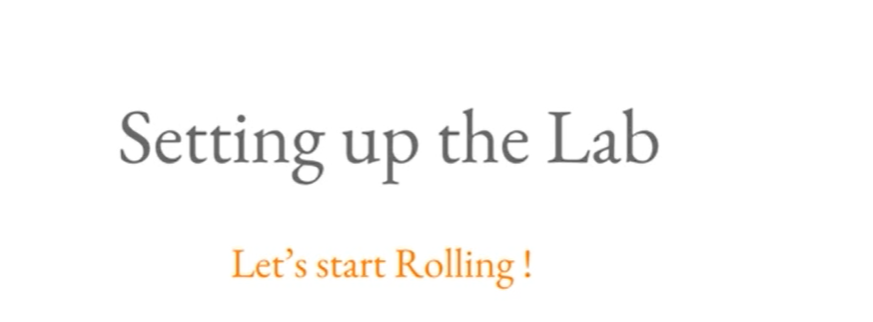 Setting up the Lab
Let’s start Rolling !